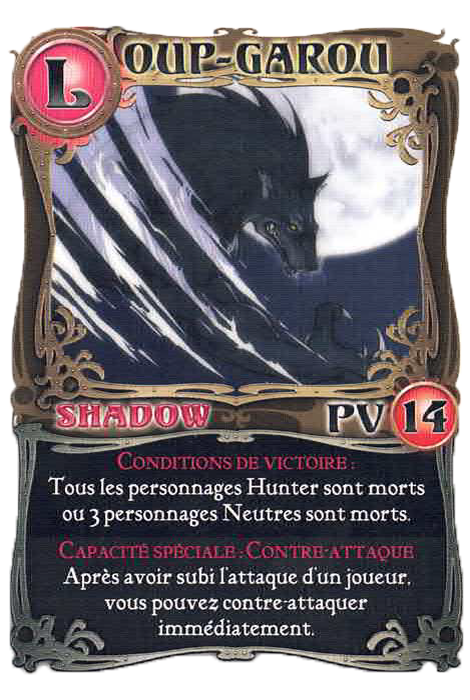 LOUP-GAROU
SHADOW PV 14
CONDITIONS DE VICTOIRE :
Tous les personnages Hunter sont morts
ou 3 personnages Neutres sont morts.
CAPACITÉ SPÉCIALE : CONTRE-ATTAQUE
Après avoir subi l'attaque d'un joueur,
vous pouvez contre-attaquer
immédiatement.